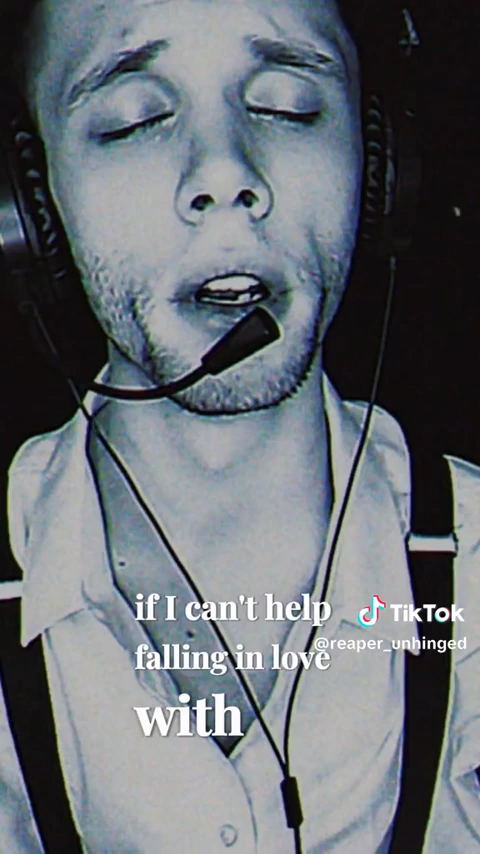 if I can't help
falling in love
with
TikTok
@reaper_unhinged